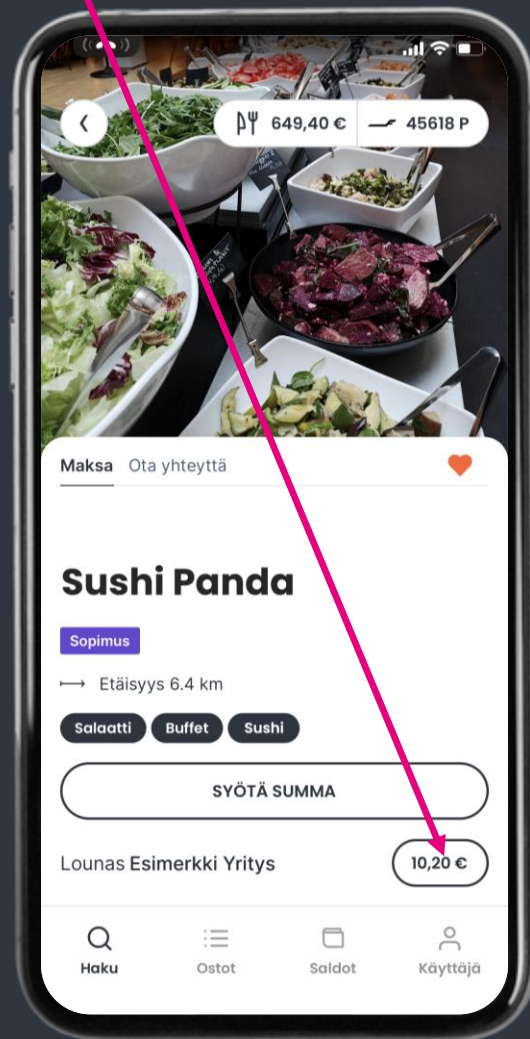 649,40 € 45618 P
Maksa Ota yhteyttä
Sushi Panda
Sopimus
Etäisyys 6.4 km
Salaatti Buffet Sushi
SYÖTÄ SUMMA
Lounas Esimerkki Yritys 10,20 €
Haku Ostot Saldot Käyttäjä